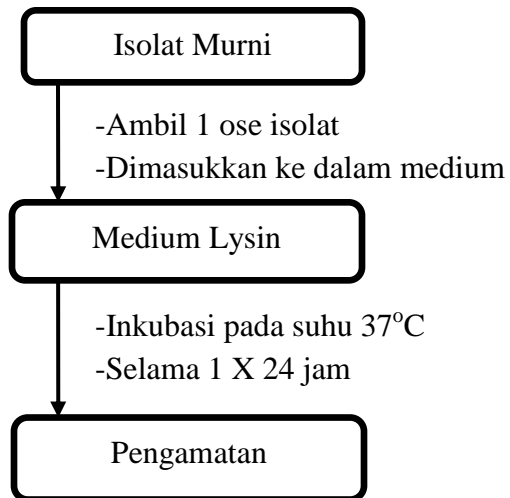 Isolat Murni
-Ambil 1 ose isolat
-Dimasukkan ke dalam medium
Medium Lysin
-Inkubasi pada suhu 37°C
-Selama 1 X 24 jam
Pengamatan